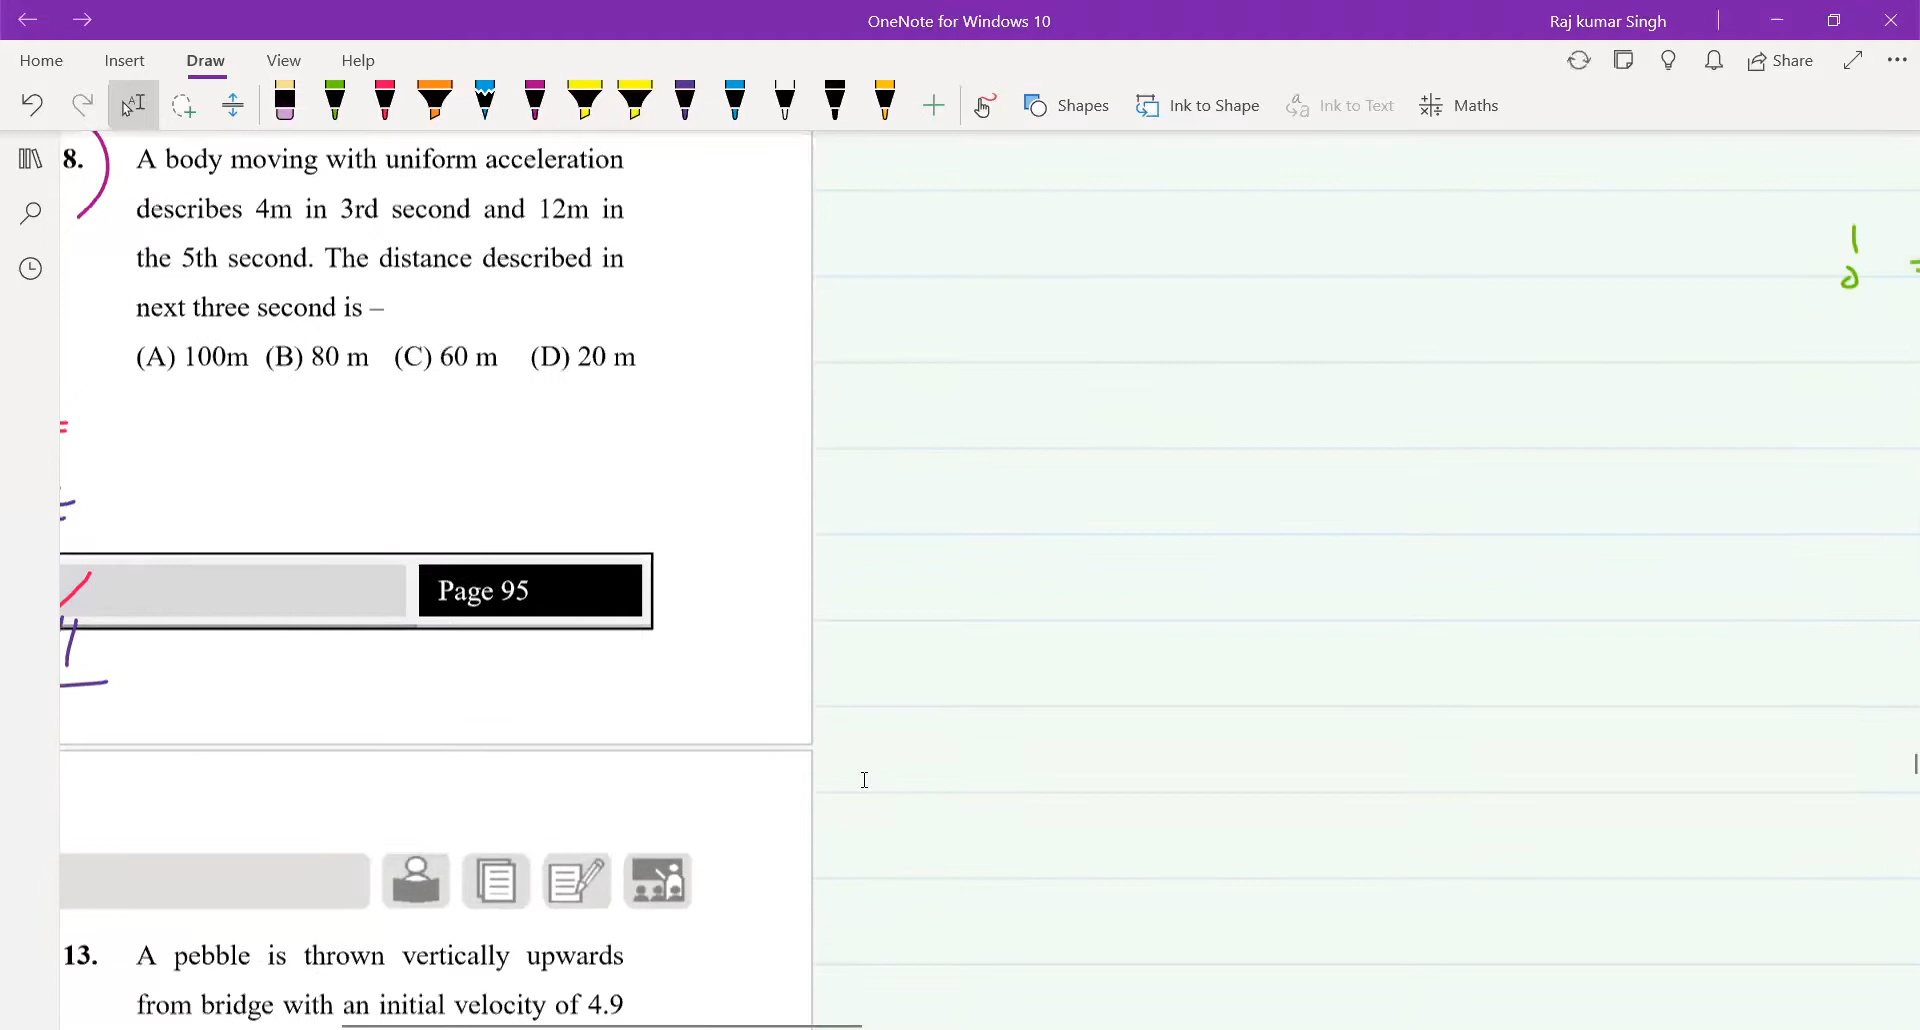 OneNote for Windows 10
Raj kumar Singh
Home Insert Draw View Help
Share
Shapes Ink to Shape Ink to Text Maths
8. A body moving with uniform acceleration
describes 4m in 3rd second and 12m in
the 5th second. The distance described in
next three second is –
(A) 100m (B) 80 m (C) 60 m (D) 20 m
Page 95
13. A pebble is thrown vertically upwards
from bridge with an initial velocity of 4.9